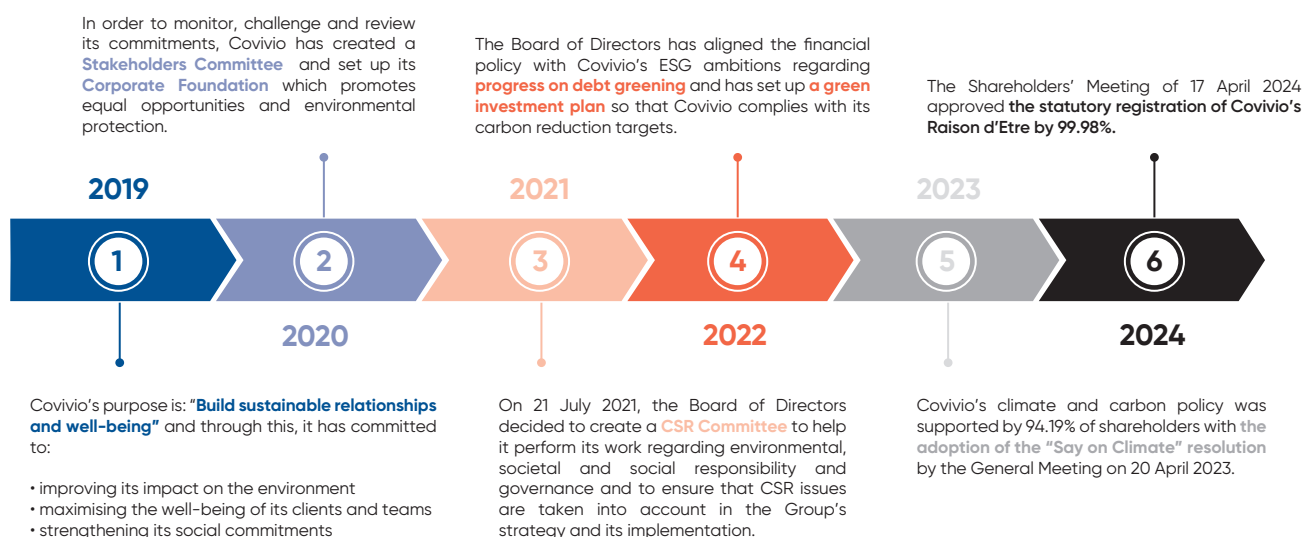 In order to monitor, challenge and review
its commitments, Covivio has created a
Stakeholders Committee and set up its
Corporate Foundation which promotes
equal opportunities and environmental
protection.
The Board of Directors has aligned the financial
policy with Covivio's ESG ambitions regarding
progress on debt greening and has set up a green
investment plan so that Covivio complies with its
carbon reduction targets.
The Shareholders' Meeting of 17 April 2024
approved the statutory registration of Covivio's
Raison d'Etre by 99.98%.
2019
2021
2023
1
2
3
4
5
6
2020
2022
2024
Covivio's purpose is: "Build sustainable relationships
and well-being" and through this, it has committed
to:
• improving its impact on the environment
• maximising the well-being of its clients and teams
• strengthening its social commitments
On 21 July 2021, the Board of Directors
decided to create a CSR Committee to help
it perform its work regarding environmental,
societal and social responsibility and
governance and to ensure that CSR issues
are taken into account in the Group's
strategy and its implementation.
Covivio's climate and carbon policy was
supported by 94.19% of shareholders with the
adoption of the "Say on Climate" resolution
by the General Meeting on 20 April 2023.